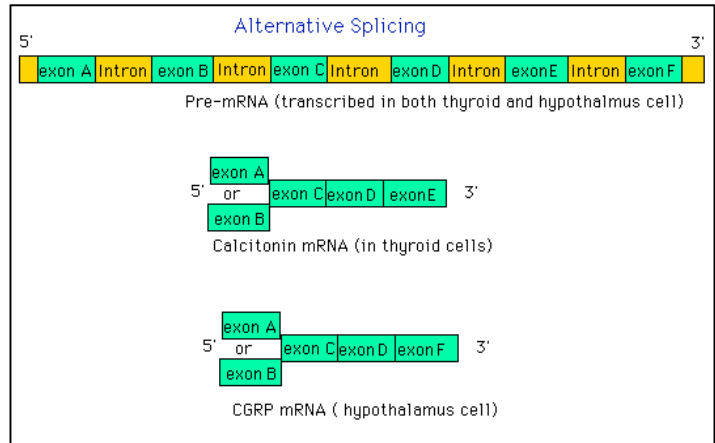 Alternative Splicing
5' 3'
exon A Intron exon B Intron exon C Intron exon D Intron exonE Intron exon F
Pre-mRNA (transcribed in both thyroid and hypothalmus cell)
exon A
5' or exon C exon D exonE 3'
exon B
Calcitonin mRNA (in thyroid cells)
exon A
5' or exon C exon D exon F 3'
exon B
CGRP mRNA ( hypothalamus cell)